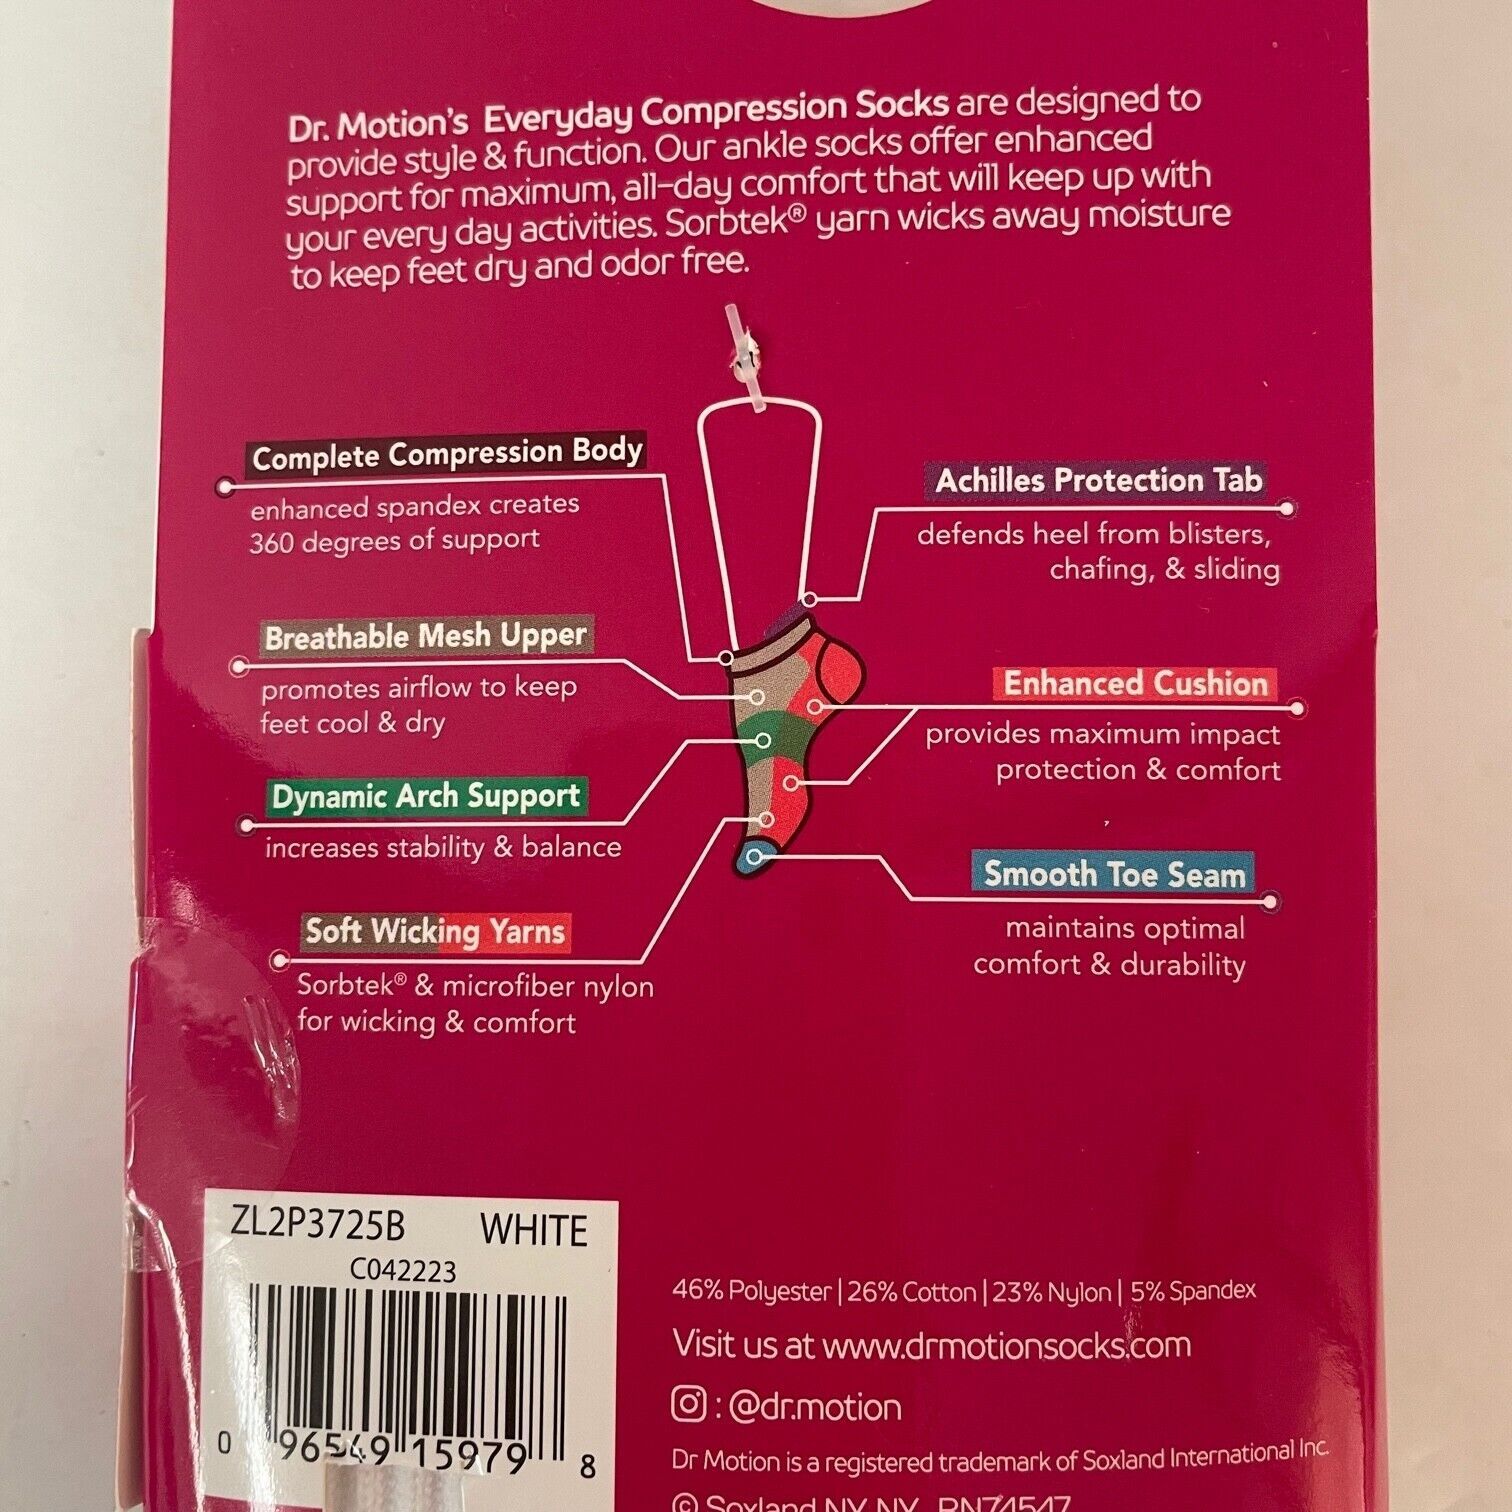 Dr. Motion's Everyday Compression Socks are designed to
provide style & function. Our ankle socks offer enhanced
support for maximum, all-day comfort that will keep up with
your every day activities. Sorbtek® yarn wicks away moisture
to keep feet dry and odor free.
Complete Compression Body
enhanced spandex creates
360 degrees of support
Achilles Protection Tab
defends heel from blisters,
chafing, & sliding
Breathable Mesh Upper
promotes airflow to keep
feet cool & dry
Enhanced Cushion
provides maximum impact
protection & comfort
Dynamic Arch Support
increases stability & balance
Smooth Toe Seam
maintains optimal
comfort & durability
Soft Wicking Yarns
Sorbtek® & microfiber nylon
for wicking & comfort
ZL2P3725B WHITE
C042223
0 96549 15979 8
46% Polyester | 26% Cotton | 23% Nylon | 5% Spandex
Visit us at www.drmotionsocks.com
: @dr.motion
Dr Motion is a registered trademark of Soxland International Inc.
© Soxland NY, NY RN74547